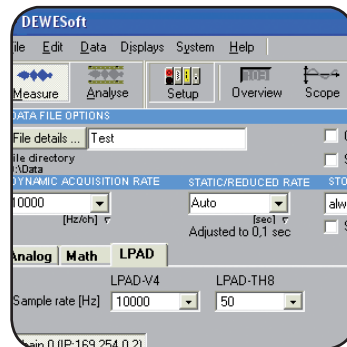 DEWESoft
ile Edit Data Displays System Help
Measure Analyse Setup Overview Scope
DATA FILE OPTIONS
File details ... Test
ile directory
:\Data
DYNAMIC ACQUISITION RATE STATIC/REDUCED RATE STO
10000 Auto alw
[Hz/ch] [sec]
Adjusted to 0,1 sec
Analog Math LPAD
LPAD-V4 LPAD-TH8
Sample rate [Hz] 10000 50
hain 0 (IP:169.254.0.2)